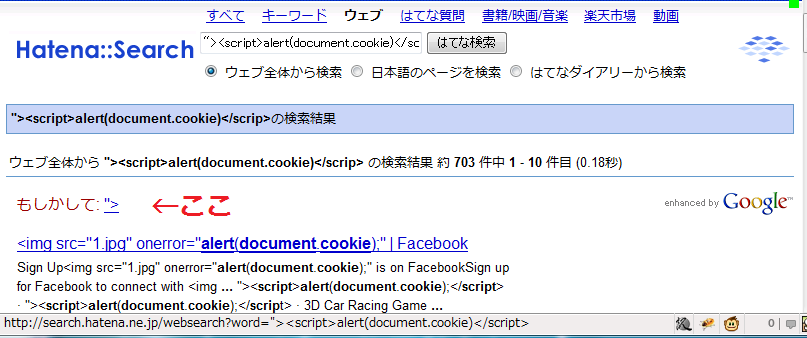 すべて キーワード ウェブ はてな質問 書籍/映画/音楽 楽天市場 動画
Hatena::Search
"><script>alert(document.cookie)</sc はてな検索
ウェブ全体から検索 日本語のページを検索 はてなダイアリーから検索
"><script>alert(document.cookie)</scrip>の検索結果
ウェブ全体から "><script>alert(document.cookie)</scrip> の検索結果 約 703 件中 1 - 10 件目 (0.18秒)
もしかして: "> ←ここ
enhanced by Google™
<img src="1.jpg" onerror="alert(document.cookie);" | Facebook
Sign Up<img src="1.jpg" onerror="alert(document.cookie);" is on FacebookSign up
for Facebook to connect with <img ... "><script>alert(document.cookie);</script>
· "><script>alert(document.cookie);</script> · 3D Car Racing Game ...
http://search.hatena.ne.jp/websearch?word="><script>alert(document.cookie)</script> 0